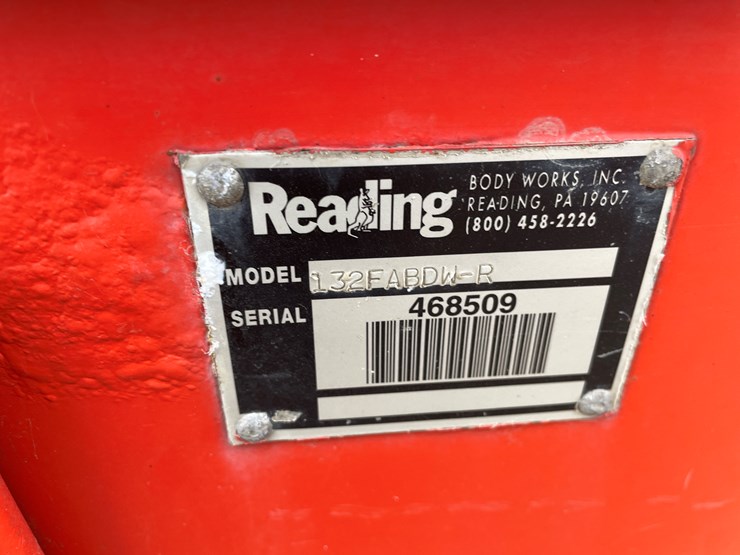 Reading
BODY WORKS, INC.
READING, PA 19607
(800) 458-2226
MODEL 132FABDW-R
SERIAL 468509